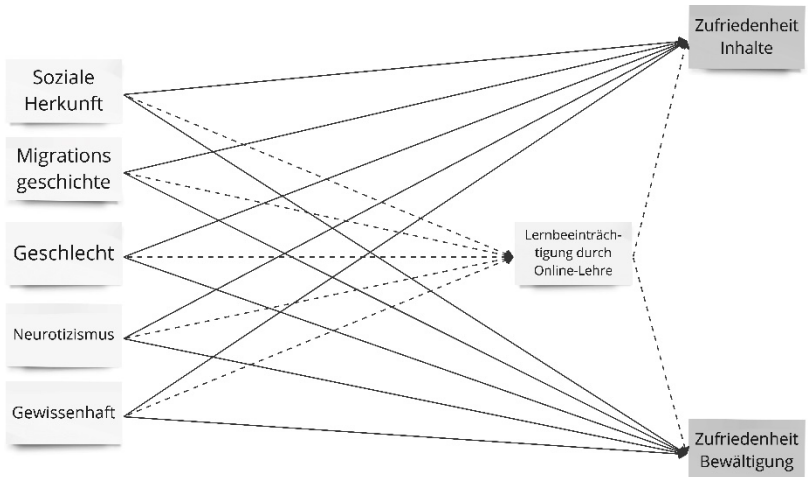 Zufriedenheit
Inhalte
Soziale
Herkunft
Migrations
geschichte
Geschlecht
Lernbeeinträch-
tigung durch
Online-Lehre
Neurotizismus
Gewissenhaft
Zufriedenheit
Bewältigung